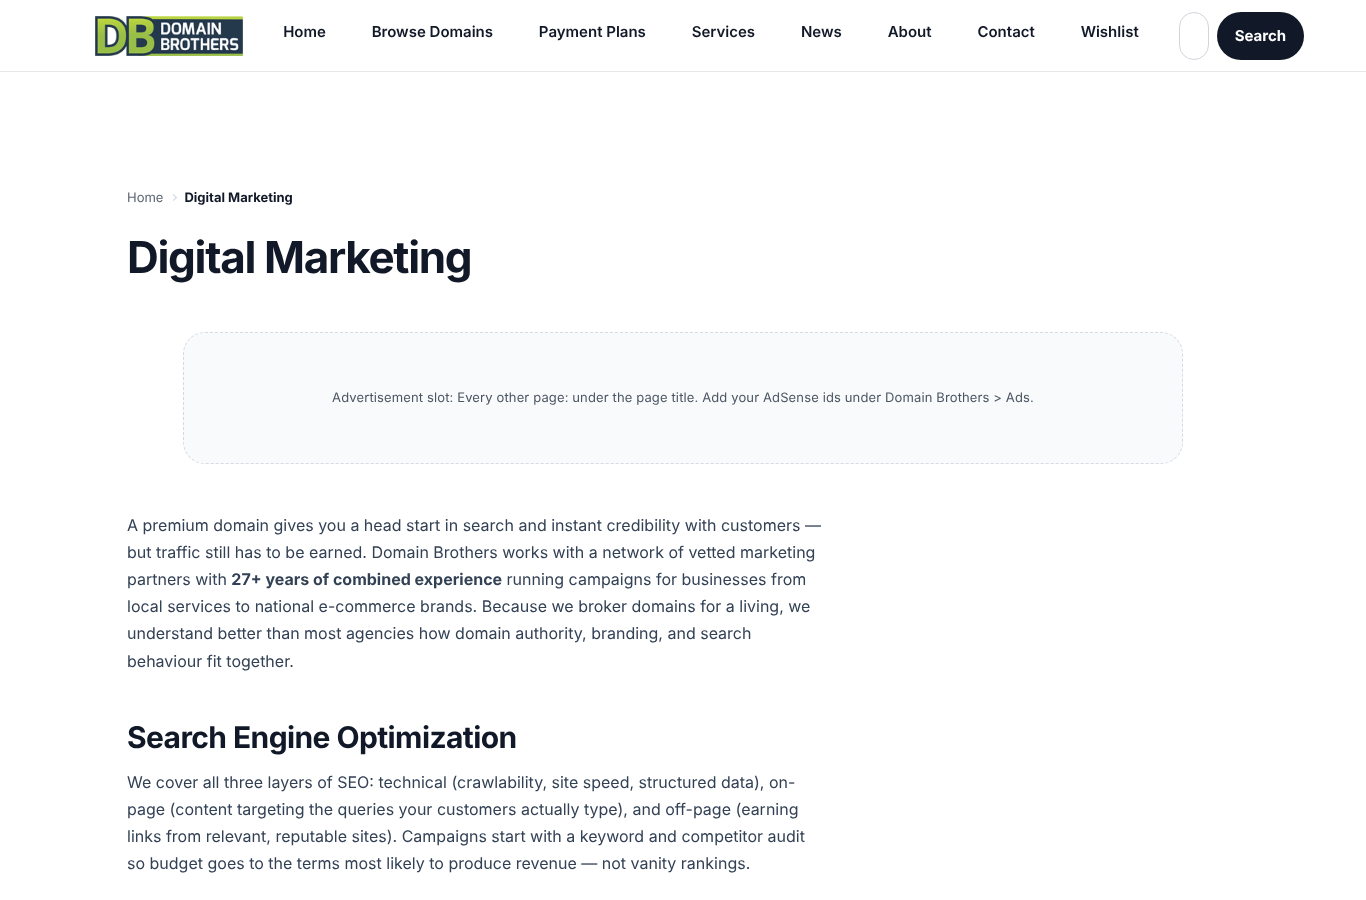 DB DOMAIN BROTHERS
Home
Browse Domains
Payment Plans
Services
News
About
Contact
Wishlist
Search
Home > Digital Marketing
Digital Marketing
Advertisement slot: Every other page: under the page title. Add your AdSense ids under Domain Brothers > Ads.
A premium domain gives you a head start in search and instant credibility with customers —
but traffic still has to be earned. Domain Brothers works with a network of vetted marketing
partners with 27+ years of combined experience running campaigns for businesses from
local services to national e-commerce brands. Because we broker domains for a living, we
understand better than most agencies how domain authority, branding, and search
behaviour fit together.
Search Engine Optimization
We cover all three layers of SEO: technical (crawlability, site speed, structured data), on-
page (content targeting the queries your customers actually type), and off-page (earning
links from relevant, reputable sites). Campaigns start with a keyword and competitor audit
so budget goes to the terms most likely to produce revenue — not vanity rankings.